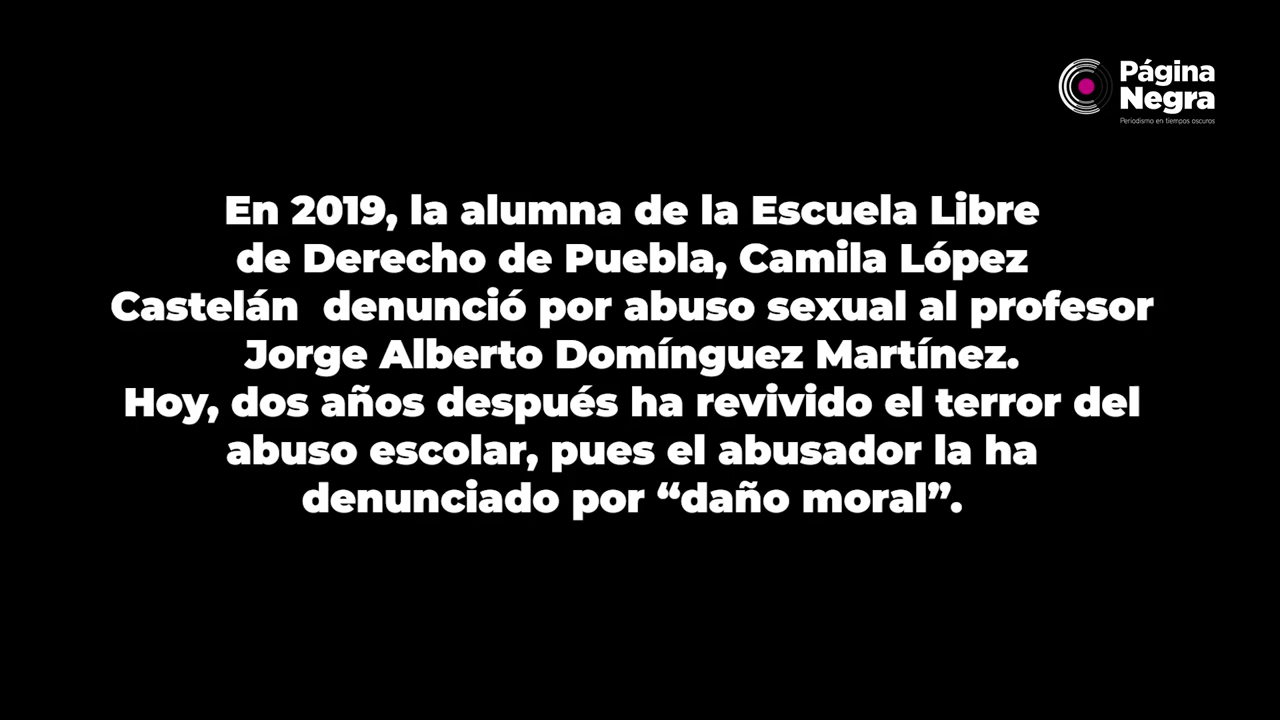 Página
Negra
Periodismo en tiempos oscuros
En 2019, la alumna de la Escuela Libre
de Derecho de Puebla, Camila López
Castelán  denunció por abuso sexual al profesor
Jorge Alberto Domínguez Martínez.
Hoy, dos años después ha revivido el terror del
abuso escolar, pues el abusador la ha
denunciado por “daño moral”.